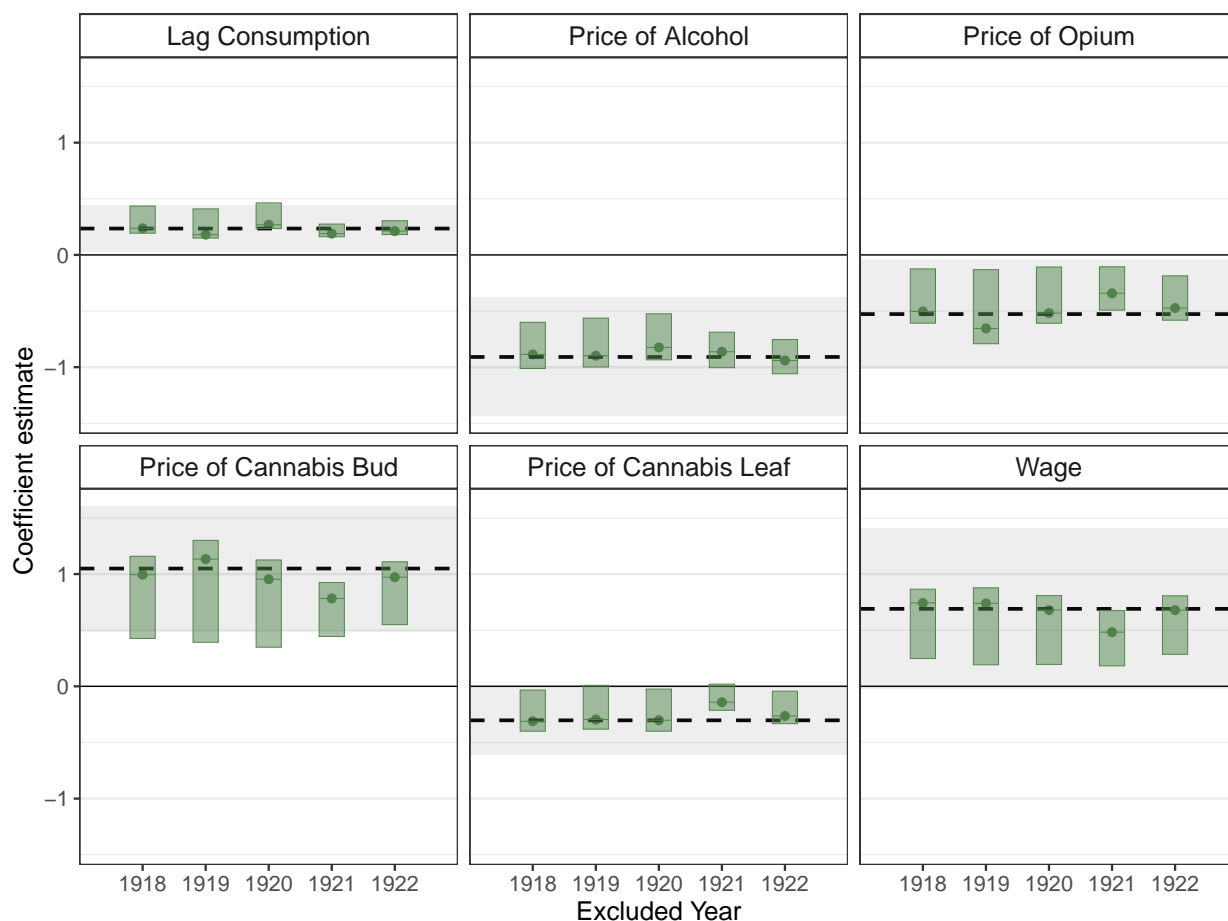 Lag Consumption
Price of Alcohol
Price of Opium
1
0
−1
Price of Cannabis Bud
Price of Cannabis Leaf
Wage
1
0
−1
Coefficient estimate
1918 1919 1920 1921 1922
1918 1919 1920 1921 1922
1918 1919 1920 1921 1922
Excluded Year